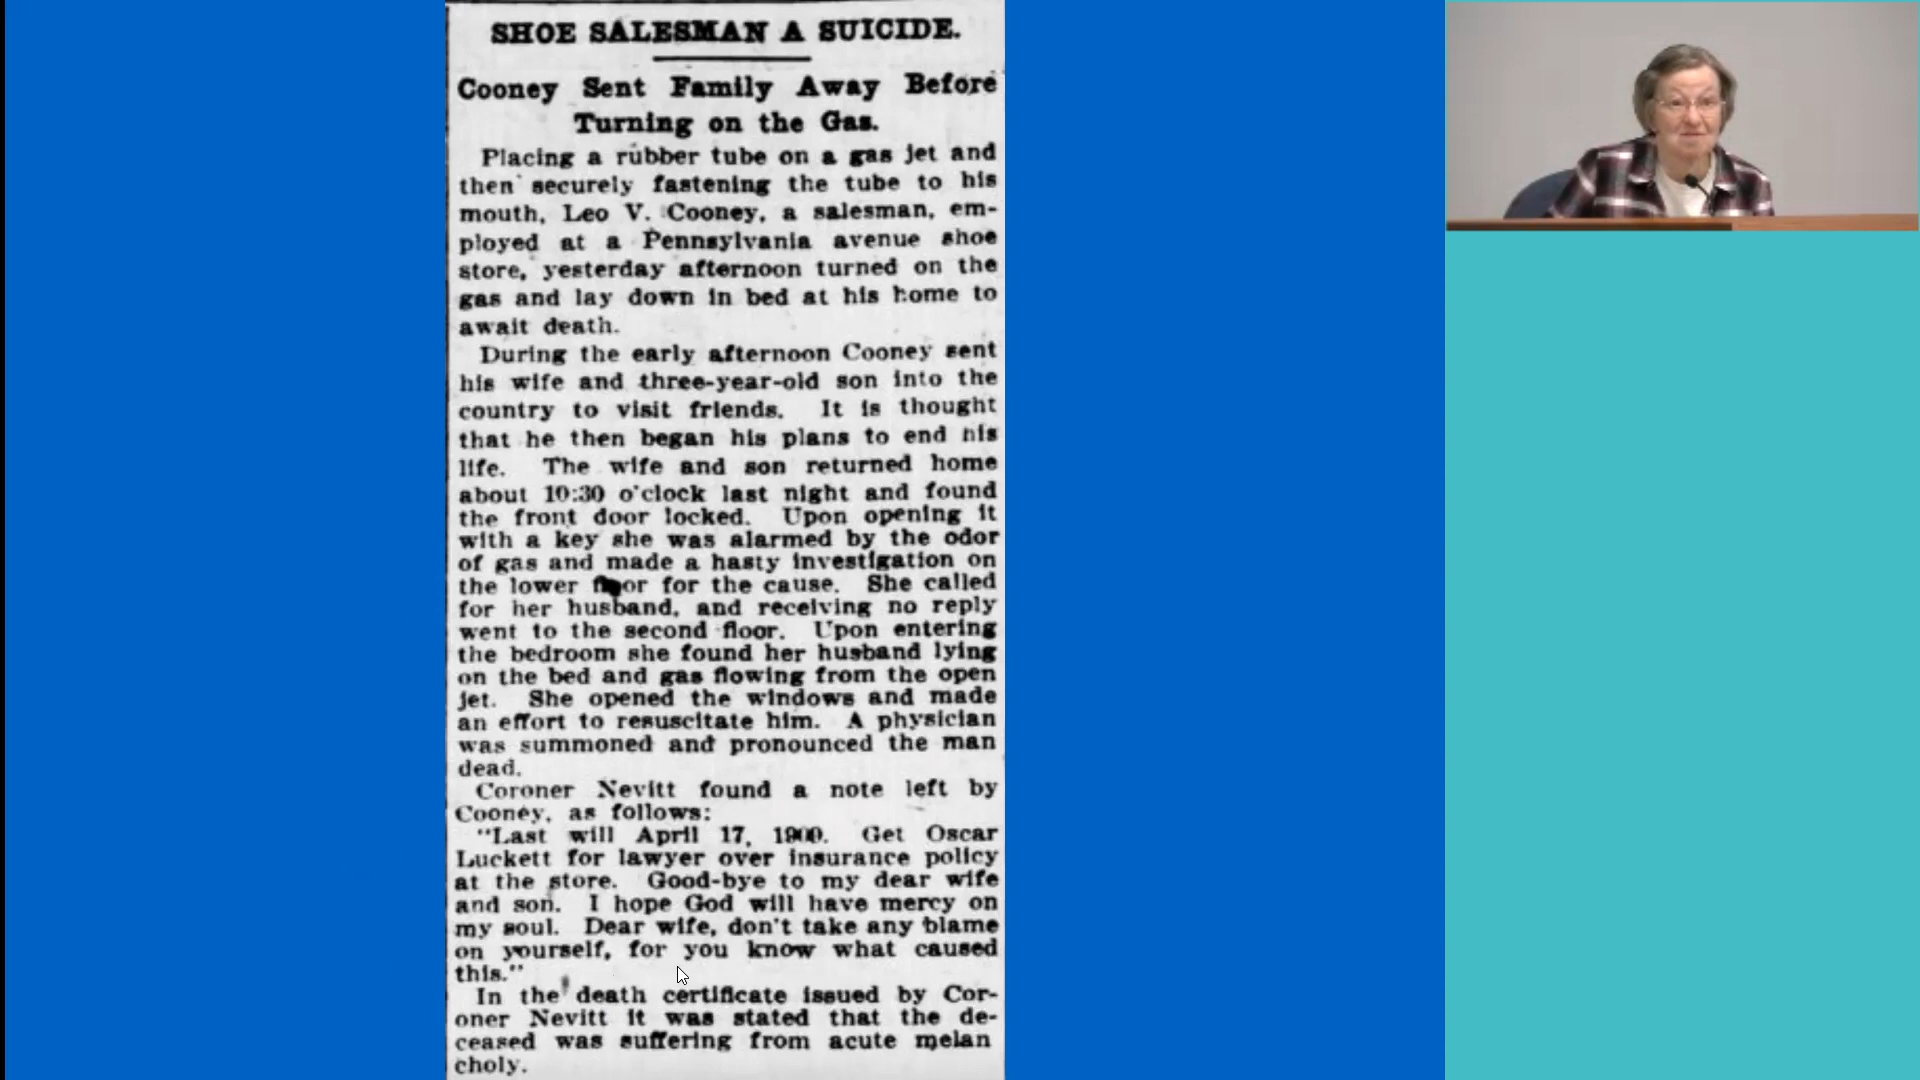 SHOE SALESMAN A SUICIDE.
Cooney Sent Family Away Before
Turning on the Gas.
Placing a rubber tube on a gas jet and
then securely fastening the tube to his
mouth, Leo V. Cooney, a salesman, em-
ployed at a Pennsylvania avenue shoe
store, yesterday afternoon turned on the
gas and lay down in bed at his home to
await death.
During the early afternoon Cooney sent
his wife and three-year-old son into the
country to visit friends. It is thought
that he then began his plans to end his
life. The wife and son returned home
about 10:30 o'clock last night and found
the front door locked. Upon opening it
with a key she was alarmed by the odor
of gas and made a hasty investigation on
the lower floor for the cause. She called
for her husband, and receiving no reply
went to the second floor. Upon entering
the bedroom she found her husband lying
on the bed and gas flowing from the open
jet. She opened the windows and made
an effort to resuscitate him. A physician
was summoned and pronounced the man
dead.
Coroner Nevitt found a note left by
Cooney, as follows:
"Last will April 17, Get Oscar
Luckett for lawyer over insurance policy
at the store. Good-bye to my dear wife
and son. I hope God will have mercy on
my soul. Dear wife, don't take any blame
on yourself, for you know what caused
this."
In the death certificate issued by Cor-
oner Nevitt it was stated that the de-
ceased was suffering from acute melan
choly.